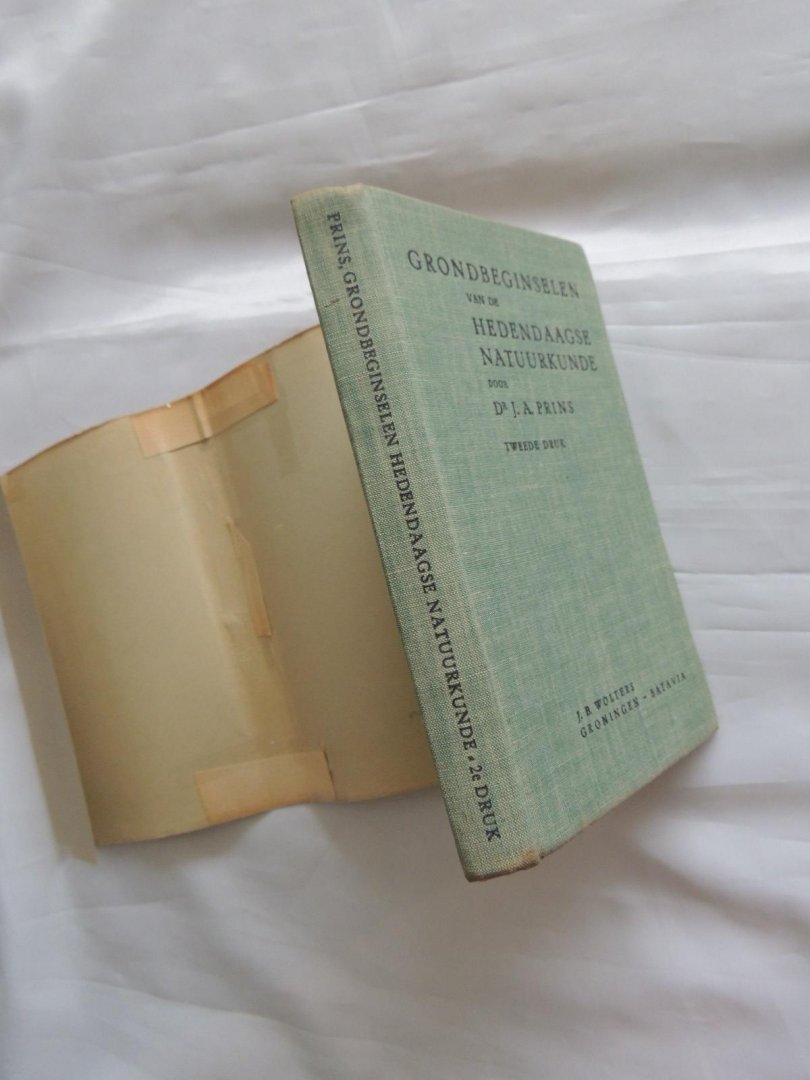 PRINS, GRONDBEGINSELEN HEDENDAAGSE NATUURKUNDE • 2e DRUK
GRONDBEGINSELEN
VAN DE
HEDENDAAGSE
NATUURKUNDE
DOOR
DR J. A. PRINS
TWEEDE DRUK
J. B. WOLTERS
GRONINGEN - BATAVIA